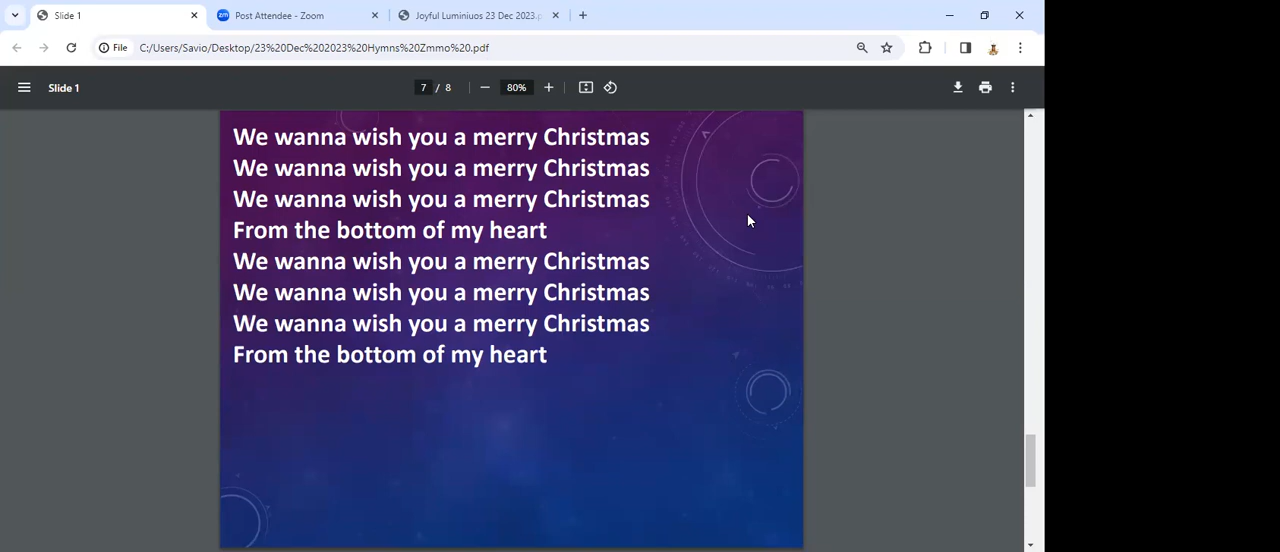 Slide 1
Post Attendee - Zoom
Joyful Luminiuos 23 Dec 2023.p
File
C:/Users/Savio/Desktop/23%20Dec%202023%20Hymns%20Zmmo%20.pdf
Slide 1
7 / 8
80%
We wanna wish you a merry Christmas
We wanna wish you a merry Christmas
We wanna wish you a merry Christmas
From the bottom of my heart
We wanna wish you a merry Christmas
We wanna wish you a merry Christmas
We wanna wish you a merry Christmas
From the bottom of my heart